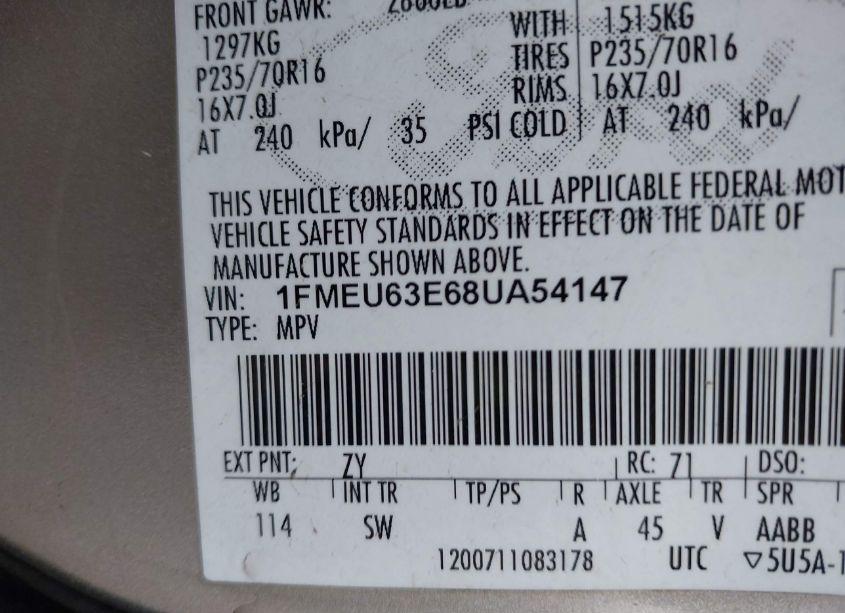 FRONT GAWR:
WITH 1515KG
1297KG
TIRES P235/70R16
P235/70R16
RIMS 16X7.0J
16X7.0J
AT 240 kPa/ 35 PSI COLD AT 240 kPa/
THIS VEHICLE CONFORMS TO ALL APPLICABLE FEDERAL MOT
VEHICLE SAFETY STANDARDS IN EFFECT ON THE DATE OF
MANUFACTURE SHOWN ABOVE.
VIN: 1FMEU63E68UA54147
TYPE: MPV
EXT PNT: ZY RC: 71 DSO:
WB INT TR TP/PS R AXLE TR SPR
114 SW A 45 V AABB
1200711083178 UTC ▽5U5A-1